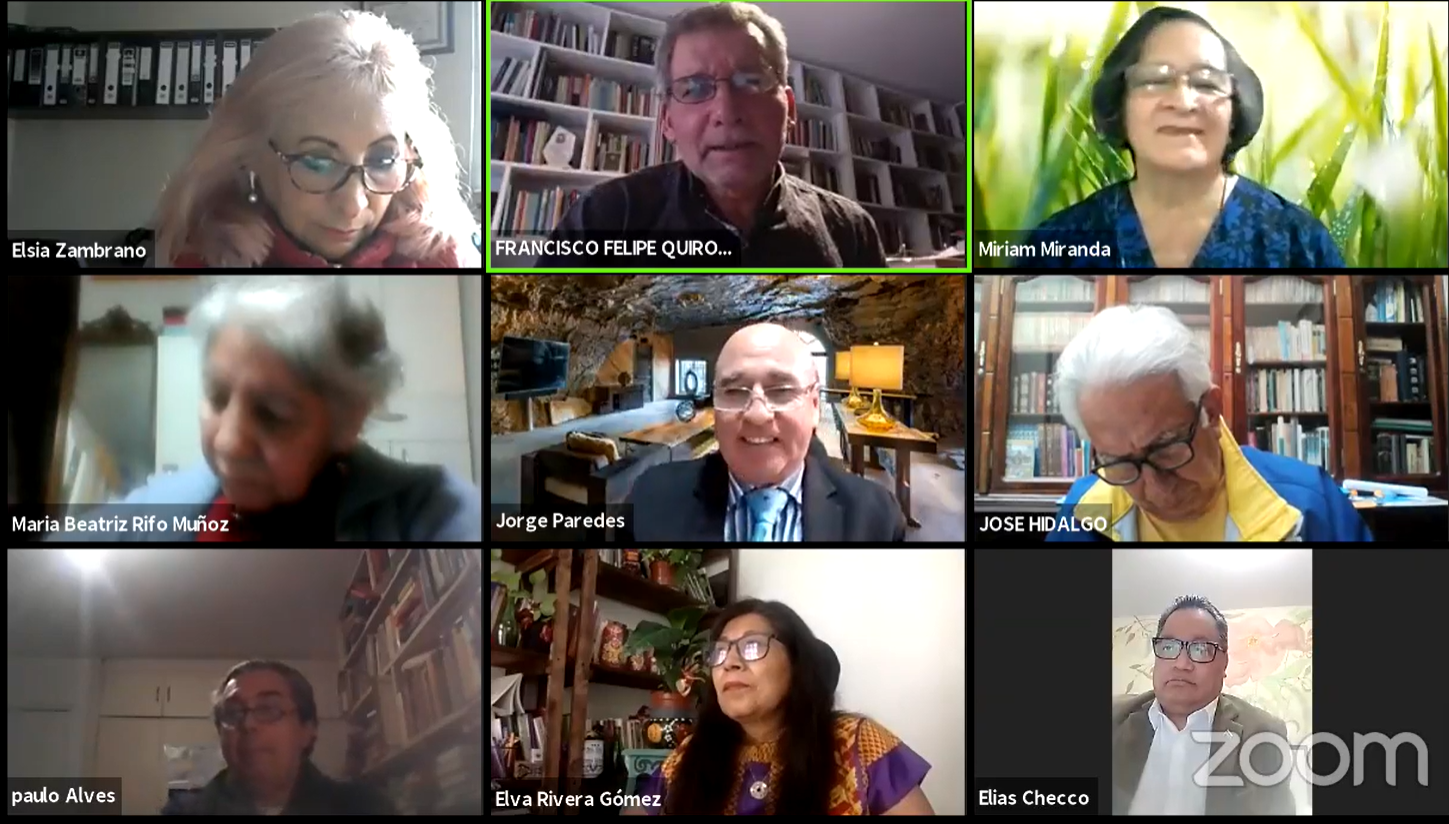 Elsia Zambrano
FRANCISCO FELIPE QUIRO...
Miriam Miranda
Maria Beatriz Rifo Muñoz
Jorge Paredes
JOSE HIDALGO
paulo Alves
Elva Rivera Gómez
Elias Checco
zoom